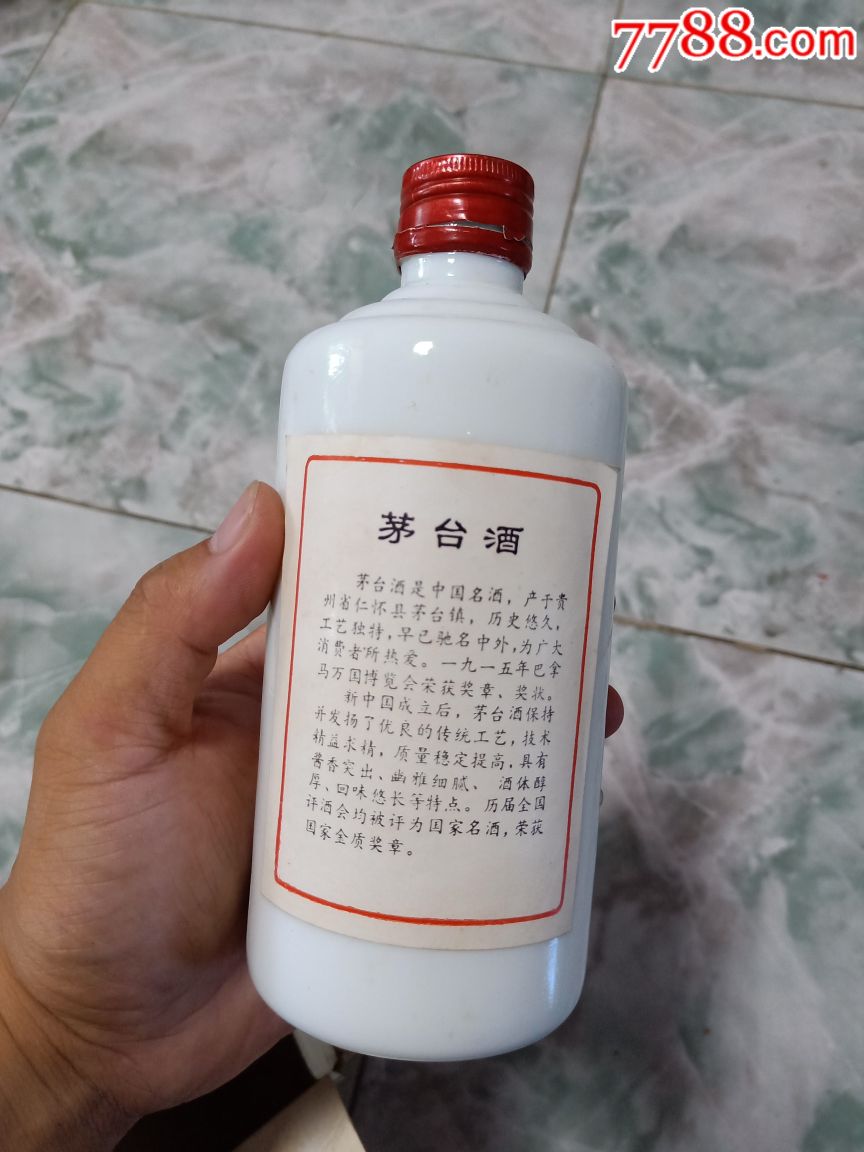 7788.com
茅台酒
茅台酒是中国名酒，产于贵
州省仁怀县茅台镇，历史悠久，
工艺独特，早已驰名中外，为广大
消费者所热爱。一九一五年巴拿
马万国博览会荣获奖章、奖状。
新中国成立后，茅台酒保持
并发扬了优良的传统工艺，技术
精益求精，质量稳定提高，具有
酱香突出、幽雅细腻、酒体醇
厚、回味悠长等特点。历届全国
评酒会均被评为国家名酒，荣获
国家金质奖章。